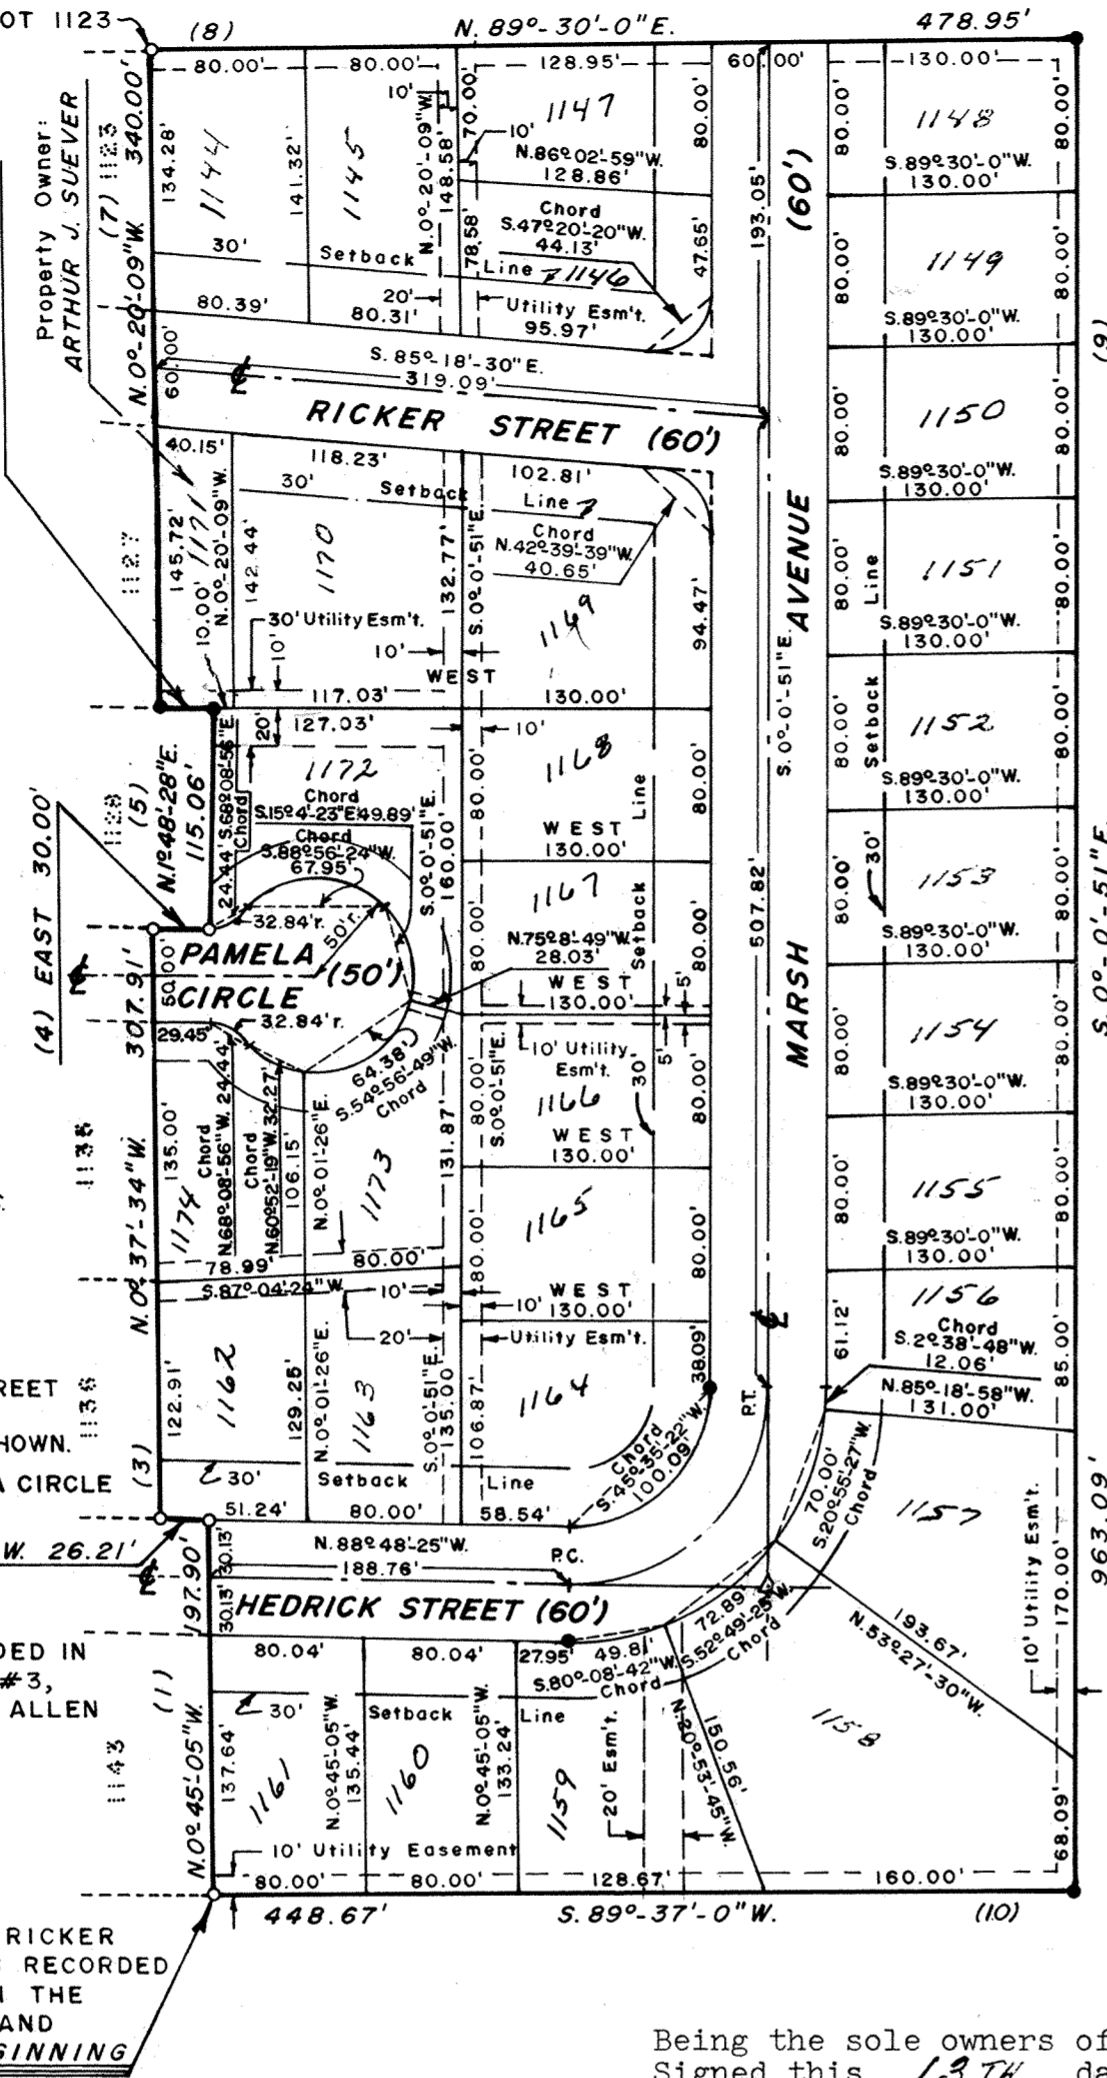 OT 1123
(8)
N. 89°-30'-0"E.
478.95'
80.00'
80.00'
128.95'
60.00'
130.00'
Property Owner:
ARTHUR J. SUEVER
(7) 1123
N.0°-20'-09"W. 340.00'
134.28'
1144
141.32'
1145
10'
N.0°-20'-09"W.
148.58'
70.00'
10'
1147
N.86°02'-59"W.
128.86'
80.00'
193.05'
(60')
80.00'
1148
S.89°30'-0"W.
130.00'
80.00'
Chord
S.47°20'-20"W.
44.13'
78.58'
47.65'
30'
Setback
Line
1146
80.00'
1149
S.89°30'-0"W.
130.00'
80.00'
80.39'
20'
80.31'
Utility Esm't.
95.97'
(9)
60.00'
S. 85°-18'-30" E.
319.09'
RICKER STREET (60')
80.00'
1150
S.89°30'-0"W.
130.00'
80.00'
40.15'
118.23'
102.81'
30'
Setback
Line
1127
145.72'
1171
10.00'
N.0°-20'-09"W.
142.44'
1170
132.77'
S.0°-0'-51"E.
Chord
N.42°39'-39"W.
40.65'
1169
94.47'
AVENUE
S.0°-0'-51"E.
80.00'
Line
1151
S.89°30'-0"W.
130.00'
80.00'
30' Utility Esm't.
10'
10'
WEST
117.03'
130.00'
127.03'
20'
10'
80.00'
Setback
1152
S.89°30'-0"W.
130.00'
80.00'
(4) EAST 30.00'
1128
(5)
N.1°48'-28"E.
115.06'
24.44' S.68°08'-56"E.
Chord
1172
Chord
S.15°4'-23"E.49.89'
Chord
S.88°56'-24"W.
67.95'
S.0°-0'-51"E.
160.00'
80.00'
1168
WEST
130.00'
Line
80.00'
S. 0°-0'-51" E.
80.00'
30'
1153
S.89°30'-0"W.
130.00'
80.00'
32.84'r.
50'r.
PAMELA
CIRCLE
(50')
32.84'r.
50.00'
29.45'
307.91'
80.00'
1167
N.75°8'-49"W.
28.03'
WEST
130.00'
Setback
80.00'
5'
507.82'
MARSH
80.00'
1154
S.89°30'-0"W.
130.00'
80.00'
64.38'
S.54°56'-49"W.
Chord
10' Utility
Esm't.
5'
30'
S.0°-0'-51"E.
80.00'
1166
WEST
130.00'
80.00'
1135
N.0°37'-34"W.
135.00'
1174
Chord
N.68°08'-56"W. 24.44'
Chord
N.60°52'-19"W. 32.27'
106.15'
N.0°-01'-26"E.
1173
131.87'
80.00'
1155
S.89°30'-0"W.
130.00'
80.00'
80.00'
1165
WEST
130.00'
80.00'
78.99'
80.00'
S.87°-04'-24"W.
10'
10'
20'
Utility Esm't.
61.12'
1156
Chord
S.2°38'-48"W.
12.06'
85.00'
N.85°-18'-58"W.
131.00'
REET
HOWN.
A CIRCLE
1136
(3)
122.91'
1162
129.25'
N.0°-01'-26"E.
1163
S.0°-0'-51"E.
135.00'
106.87'
1164
38.09'
P.T.
Chord
S.45°35'-22"W.
100.09'
70.00'
S.20°55'-27"W.
Chord
1157
10' Utility Esm't.
170.00'
963.09'
30'
Setback
Line
51.24'
80.00'
58.54'
W. 26.21'
N.88°48'-25"W.
188.76'
P.C.
30.13'
30.13'
HEDRICK STREET (60')
197.90'
80.04'
80.04'
27.95'
49.81'
S.80°-08'-42"W.
Chord
72.89'
S.52°49'-25"W.
Chord
193.67'
N.53°-27'-30"W.
DED IN
#3,
ALLEN
(1)
1143
N.0°45'-05"W.
137.64'
1161
30'
N.0°45'-05"W.
135.44'
Setback
1160
N.0°45'-05"W.
133.24'
Line
1159
20' Esm't.
150.56'
N.20°-53'-45"W.
1158
68.09'
10' Utility Easement
80.00'
80.00'
128.67'
160.00'
448.67'
S.89°-37'-0"W.
(10)
RICKER
RECORDED
THE
AND
GINNING
Being the sole owners of
Signed this 13TH da